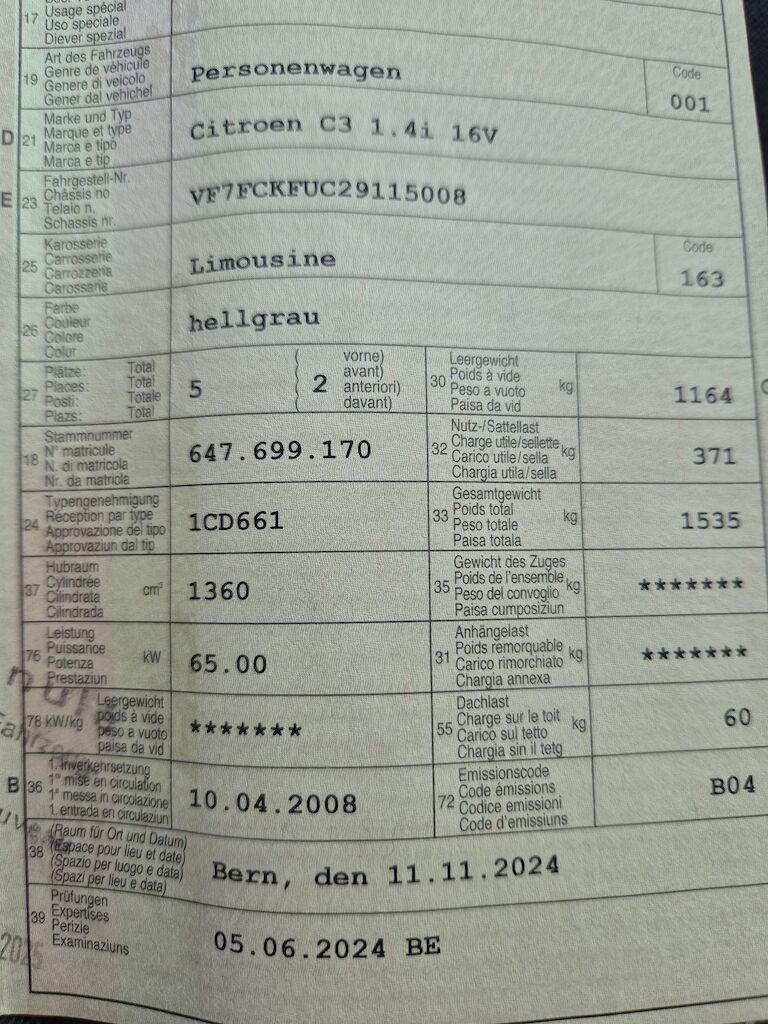 17 Usage spécial
Uso speciale
Diever spezial
19 Art des Fahrzeugs
Genre de véhicule
Genere di veicolo
Gener dal vehichel
Personenwagen
Code
001
D
21 Marke und Typ
Marque et type
Marca e tipo
Marca e tip
Citroen C3 1.4i 16V
E
23 Fahrgestell-Nr.
Châssis no
Telaio n.
Schassis nr.
VF7FCKFUC29115008
25 Karosserie
Carrosserie
Carrozzeria
Carossaria
Limousine
Code
163
26 Farbe
Couleur
Colore
Colur
hellgrau
27 Plätze: Total
Places: Total
Posti: Totale
Plazs: Total
5
( vorne)
( avant)
2
( anteriori)
( davant)
30 Leergewicht
Poids à vide
Peso a vuoto
Paisa da vid
kg
1164
18 Stammnummer
N° matricule
N. di matricola
Nr. da matricla
647.699.170
32 Nutz-/Sattellast
Charge utile/sellette
Carico utile/sella
Chargia utila/sella
kg
371
24 Typengenehmigung
Réception par type
Approvazione del tipo
Approvaziun dal tip
1CD661
33 Gesamtgewicht
Poids total
Peso totale
Paisa totala
kg
1535
37 Hubraum
Cylindrée
Cilindrata
Cilindrada
cm³
1360
35 Gewicht des Zuges
Poids de l'ensemble
Peso del convoglio
Paisa cumposiziun
kg
*******
76 Leistung
Puissance
Potenza
Prestaziun
kW
65.00
31 Anhängelast
Poids remorquable
Carico rimorchiato
Chargia annexa
kg
*******
78 kW/kg
Leergewicht
poids à vide
peso a vuoto
paisa da vid
*******
55 Dachlast
Charge sur le toit
Carico sul tetto
Chargia sin il tetg
kg
60
B
36 1. Inverkehrsetzung
1re mise en circulation
1a messa in circolazione
1. entrada en circulaziun
10.04.2008
72 Emissionscode
Code émissions
Codice emissioni
Code d'emissiuns
B04
38 (Raum für Ort und Datum)
(Espace pour lieu et date)
(Spazio per luogo e data)
(Spazi per lieu e data)
Bern, den 11.11.2024
39 Prüfungen
Expertises
Perizie
Examinaziuns
05.06.2024 BE